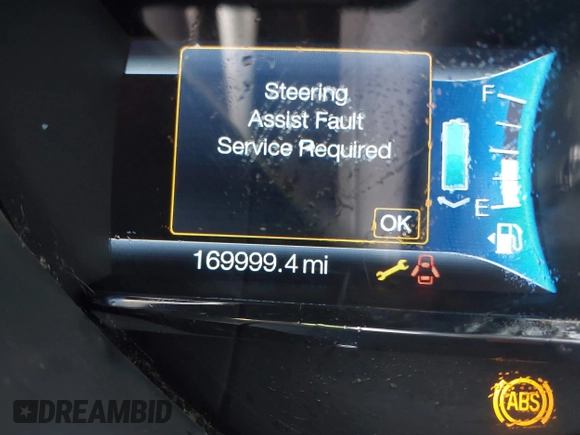 Steering
Assist Fault
Service Required
OK
F
E
169999.4 mi
ABS
DREAMBID